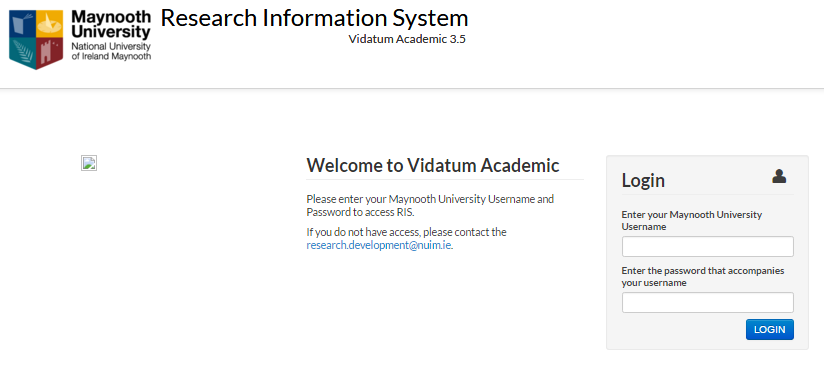 Maynooth
University
National University
of Ireland Maynooth
Research Information System
Vidatum Academic 3.5
Welcome to Vidatum Academic
Please enter your Maynooth University Username and
Password to access RIS.
If you do not have access, please contact the
research.development@nuim.ie.
Login
Enter your Maynooth University
Username
Enter the password that accompanies
your username
LOGIN